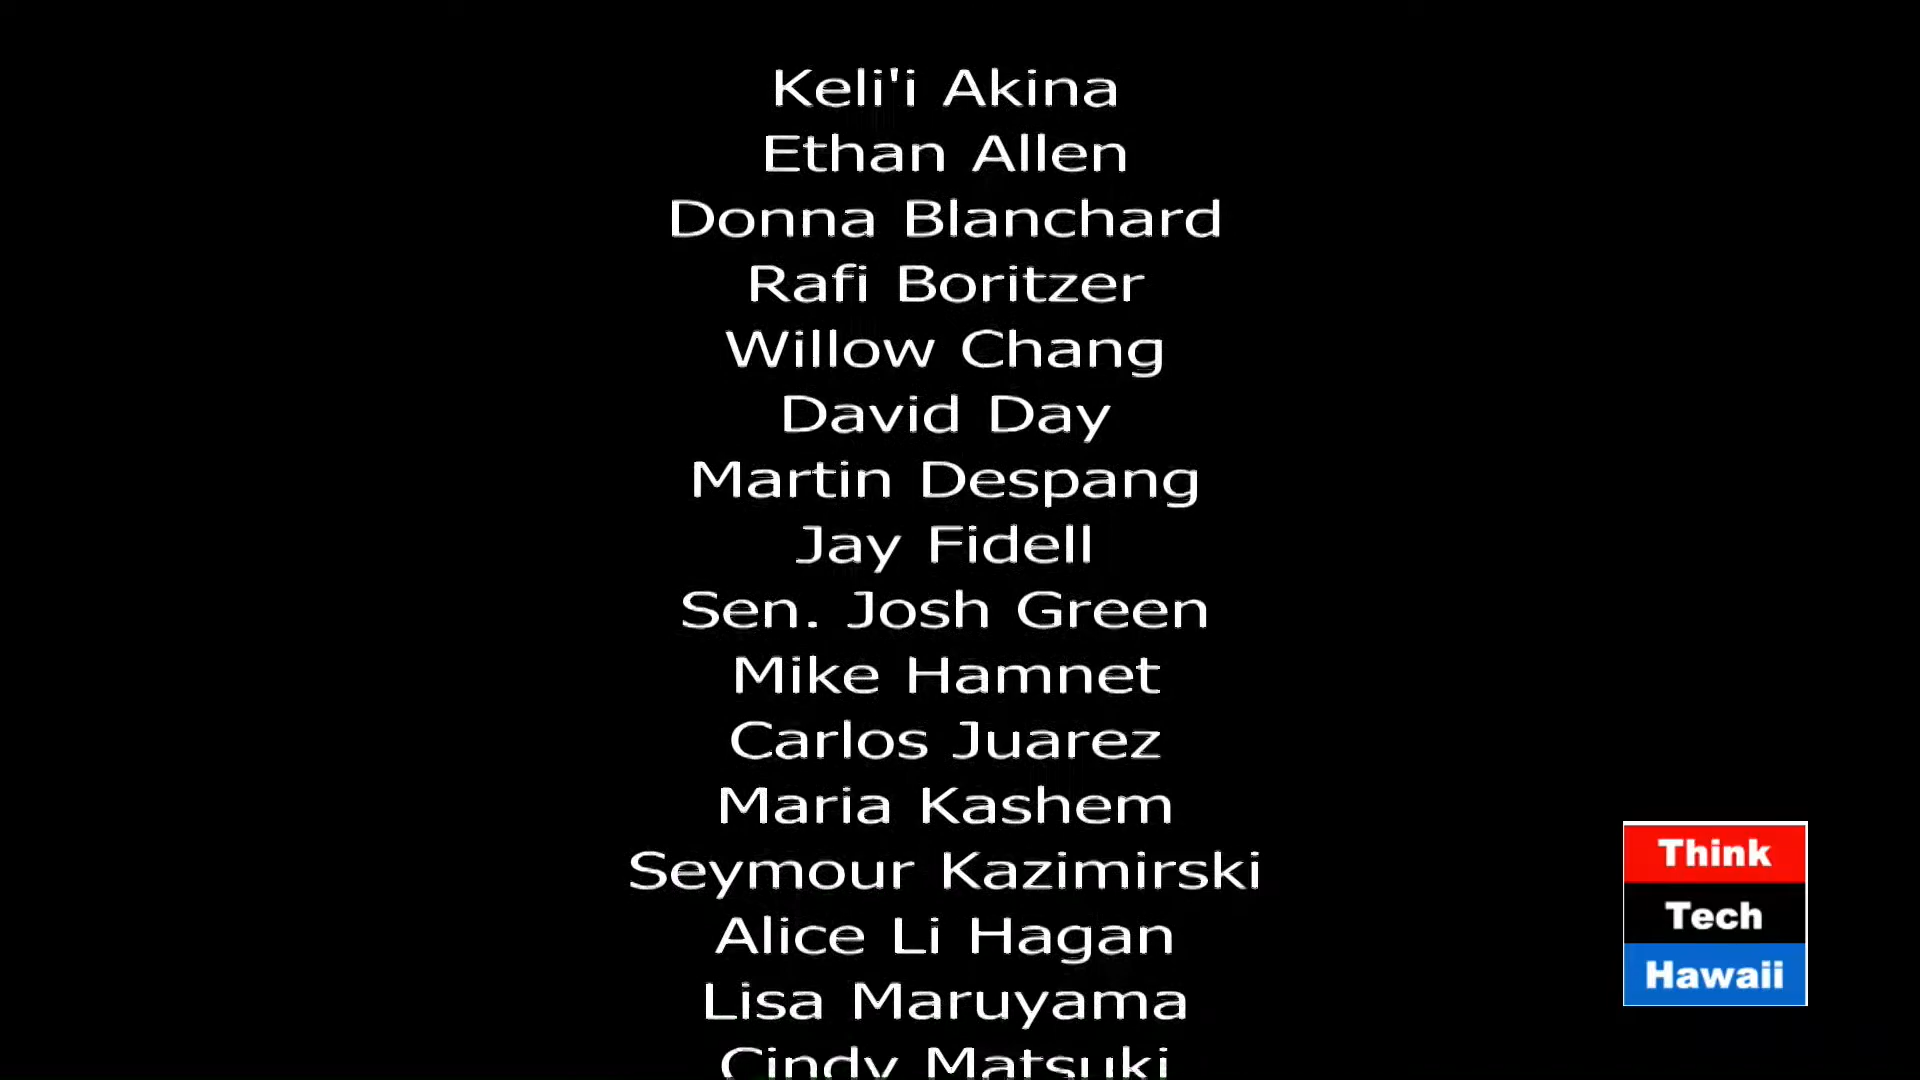 Keli'i Akina
Ethan Allen
Donna Blanchard
Rafi Boritzer
Willow Chang
David Day
Martin Despang
Jay Fidell
Sen. Josh Green
Mike Hamnet
Carlos Juarez
Maria Kashem
Seymour Kazimirski
Alice Li Hagan
Lisa Maruyama
Cindy Matsuki
Think
Tech
Hawaii